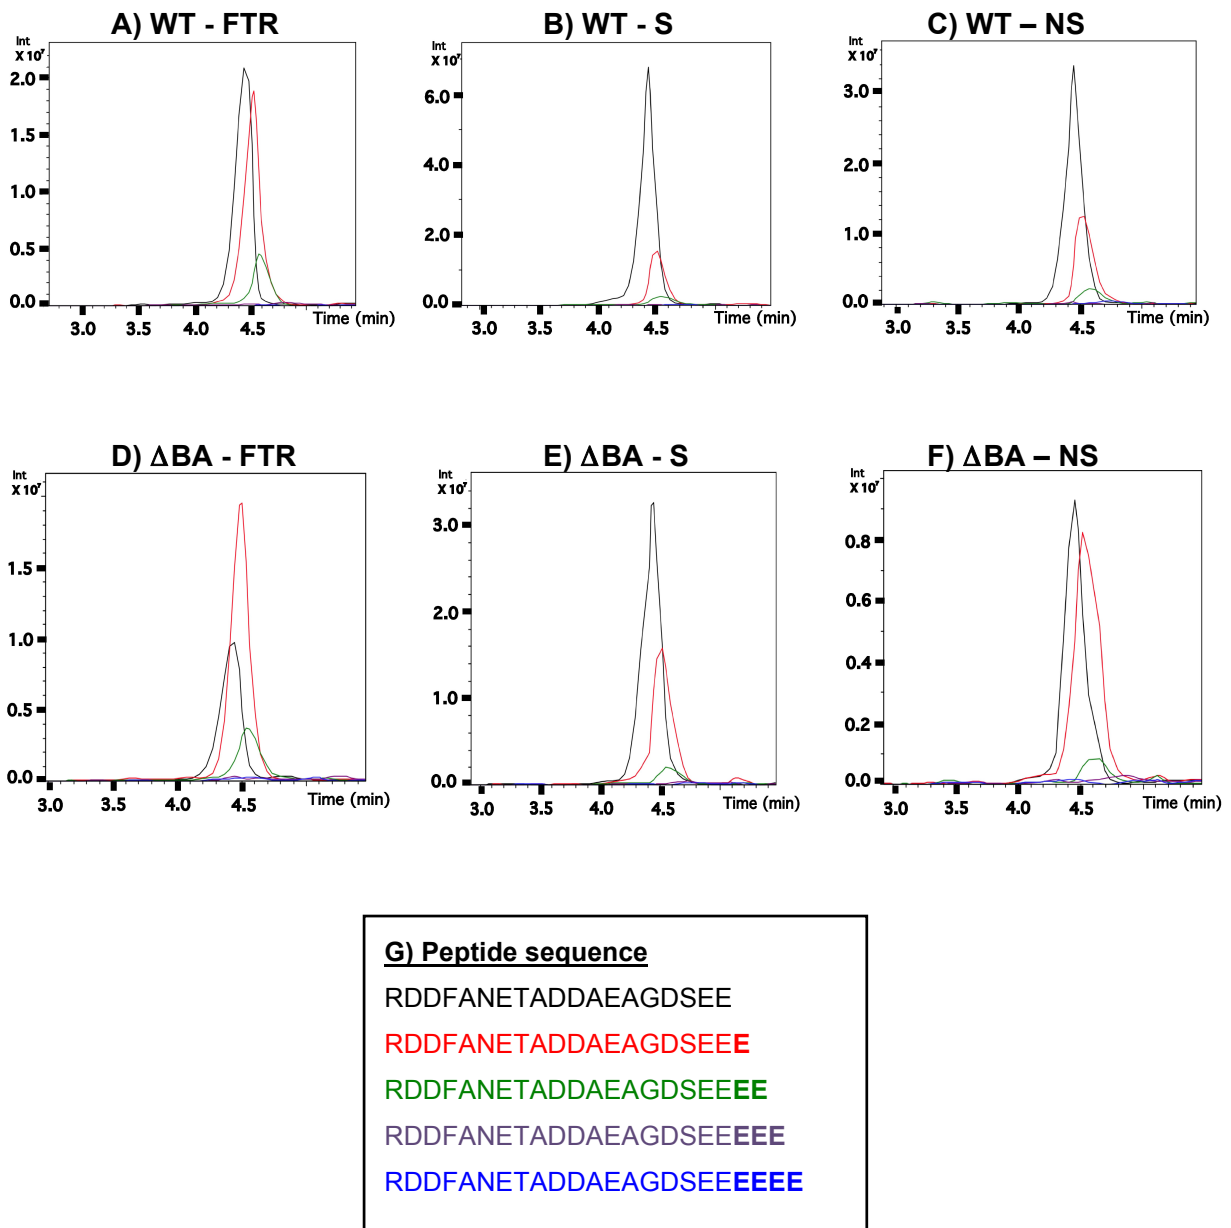 A) WT - FTR
Int
X 10⁷
2.0
1.5
1.0
0.5
0.0
3.0 3.5 4.0 4.5
Time (min)
B) WT - S
Int
X 10⁷
6.0
4.0
2.0
0.0
3.0 3.5 4.0 4.5
Time (min)
C) WT – NS
Int
X 10⁷
3.0
2.0
1.0
0.0
3.0 3.5 4.0 4.5
Time (min)
D) ΔBA - FTR
Int
X 10⁷
1.5
1.0
0.5
0.0
3.0 3.5 4.0 4.5
Time (min)
E) ΔBA - S
Int
X 10⁷
3.0
2.0
1.0
0.0
3.0 3.5 4.0 4.5
Time (min)
F) ΔBA – NS
Int
X 10⁷
0.8
0.6
0.4
0.2
0.0
3.0 3.5 4.0 4.5
Time (min)
G) Peptide sequence
RDDFANETADDAEAGDSEE
RDDFANETADDAEAGDSEEE
RDDFANETADDAEAGDSEEEE
RDDFANETADDAEAGDSEEEEE
RDDFANETADDAEAGDSEEEEEE